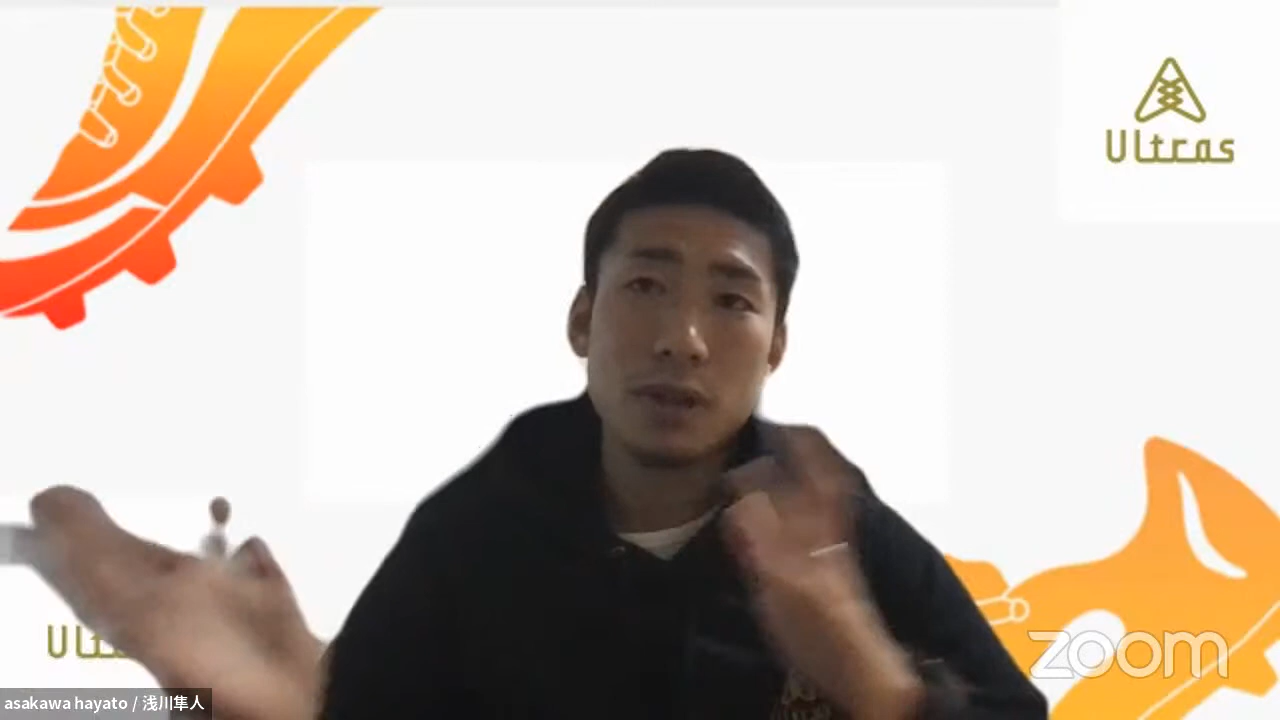 Ultras
asakawa hayato / 浅川隼人
zoom